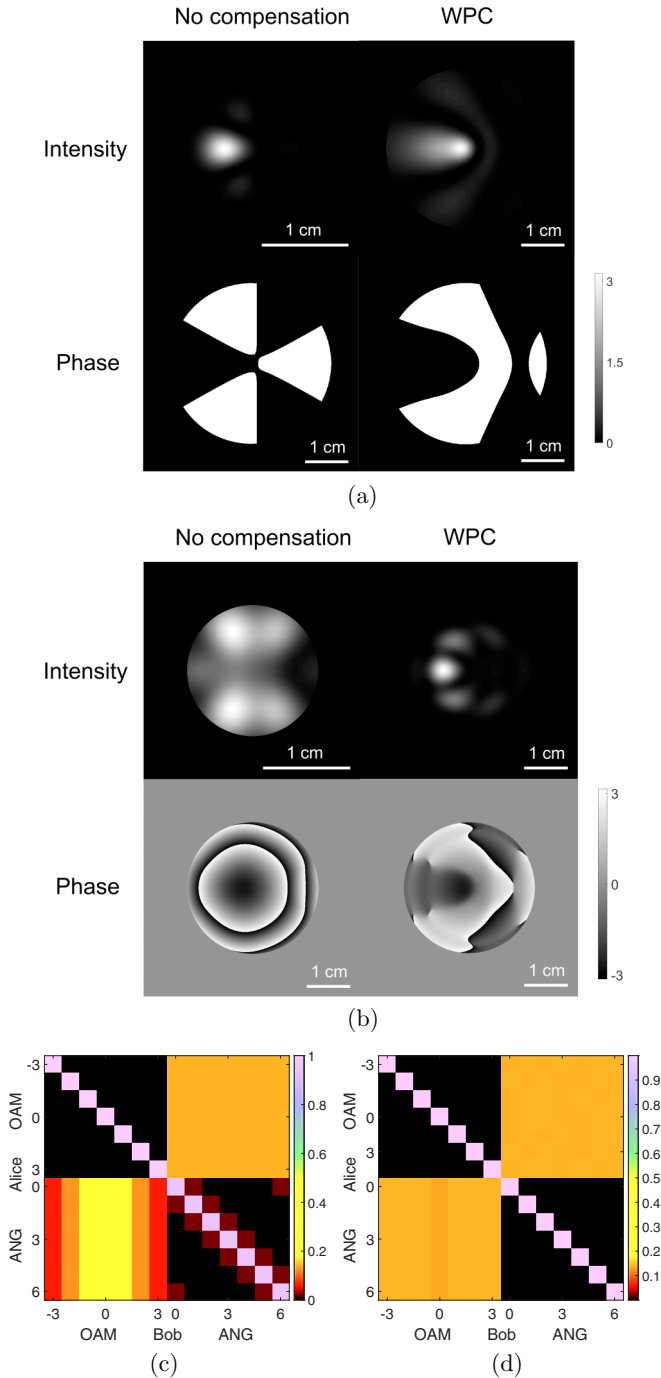 No compensation WPC
Intensity
1 cm 1 cm
3
Phase
1.5
1 cm 1 cm
0
(a)
No compensation WPC
Intensity
1 cm 1 cm
3
Phase
0
1 cm 1 cm
-3
(b)
-3 1 -3 0.9
OAM 0.8 OAM 0.8
0 0 0.7
0.6 0.6
Alice 3 Alice 3 0.5
0 0.4 0 0.4
ANG 3 ANG 3 0.3
0.2 0.2
6 0 6 0.1
-3 0 3 0 3 6 -3 0 3 0 3 6
OAM Bob ANG OAM Bob ANG
(c) (d)